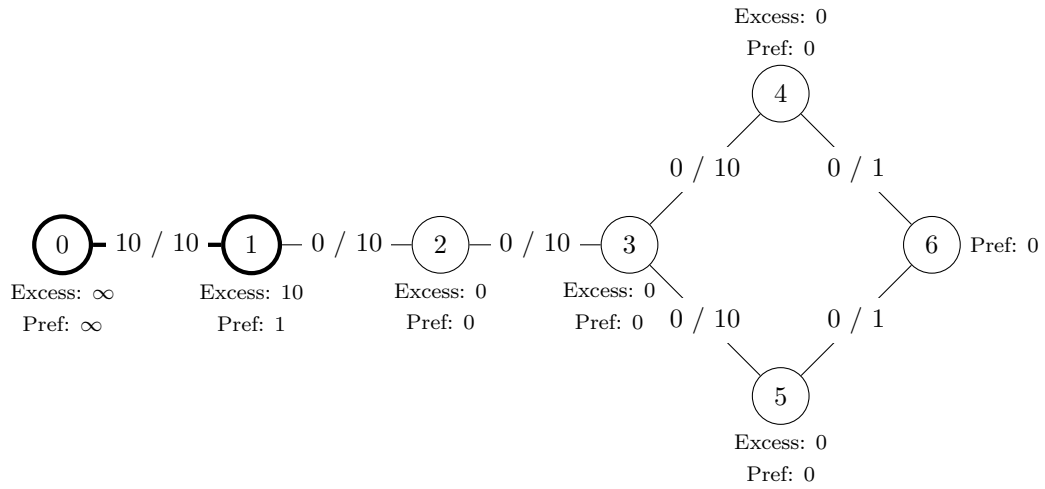 Excess: 0
Pref: 0
4
0 / 10
0 / 1
0
10 / 10
1
0 / 10
2
0 / 10
3
6
Pref: 0
Excess: ∞
Pref: ∞
Excess: 10
Pref: 1
Excess: 0
Pref: 0
Excess: 0
Pref: 0
0 / 10
0 / 1
5
Excess: 0
Pref: 0